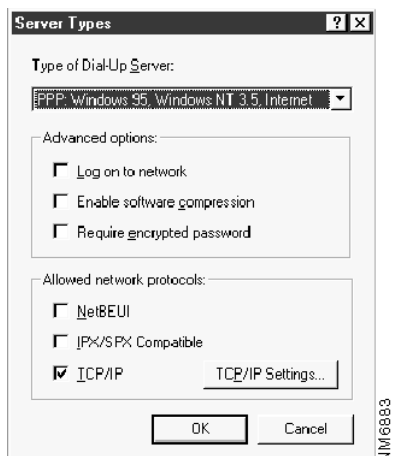 Server Types
Type of Dial-Up Server:
PPP: Windows 95, Windows NT 3.5, Internet
Advanced options:
Log on to network
Enable software compression
Require encrypted password
Allowed network protocols:
NetBEUI
IPX/SPX Compatible
TCP/IP
TCP/IP Settings...
OK
Cancel
NM6883